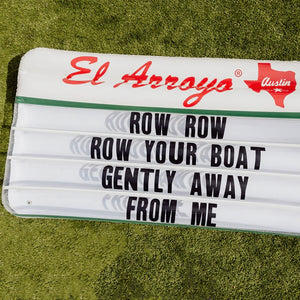 El Arroyo®
Austin
ROW ROW
ROW YOUR BOAT
GENTLY AWAY
FROM ME